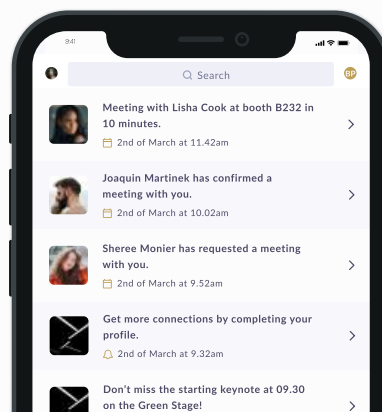 9:41
Search
BP
Meeting with Lisha Cook at booth B232 in
10 minutes.
2nd of March at 11.42am
Joaquin Martinek has confirmed a
meeting with you.
2nd of March at 10.02am
Sheree Monier has requested a meeting
with you.
2nd of March at 9.52am
Get more connections by completing your
profile.
2nd of March at 9.32am
Don’t miss the starting keynote at 09.30
on the Green Stage!